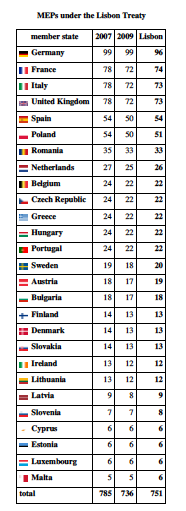 MEPs under the Lisbon Treaty
member state 2007 2009 Lisbon
Germany 99 99 96
France 78 72 74
Italy 78 72 73
United Kingdom 78 72 73
Spain 54 50 54
Poland 54 50 51
Romania 35 33 33
Netherlands 27 25 26
Belgium 24 22 22
Czech Republic 24 22 22
Greece 24 22 22
Hungary 24 22 22
Portugal 24 22 22
Sweden 19 18 20
Austria 18 17 19
Bulgaria 18 17 18
Finland 14 13 13
Denmark 14 13 13
Slovakia 14 13 13
Ireland 13 12 12
Lithuania 13 12 12
Latvia 9 8 9
Slovenia 7 7 8
Cyprus 6 6 6
Estonia 6 6 6
Luxembourg 6 6 6
Malta 5 5 6
total 785 736 751